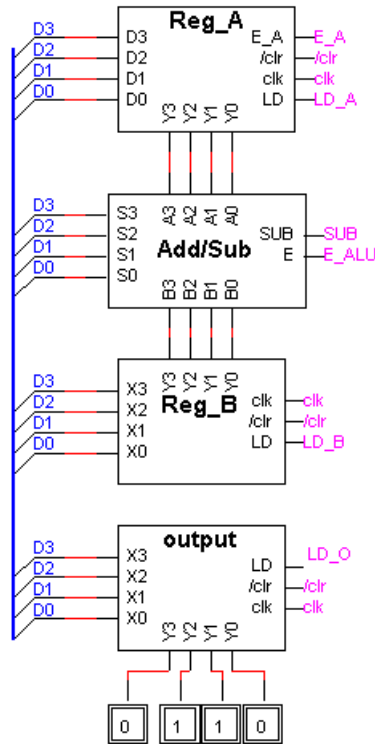 Reg_A
D3 D3 E_A E_A
D2 D2 /clr /clr
D1 D1 clk clk
D0 D0 LD LD_A
Y3 Y2 Y1 Y0
A3 A2 A1 A0
D3 S3
D2 S2 SUB SUB
D1 S1 Add/Sub E E_ALU
D0 S0
B3 B2 B1 B0
Y3 Y2 Y1 Y0
D3 X3 clk clk
D2 X2 Reg_B /clr /clr
D1 X1 LD LD_B
D0 X0
output
D3 X3 LD LD_O
D2 X2 /clr /clr
D1 X1 clk clk
D0 X0
Y3 Y2 Y1 Y0
0 1 1 0